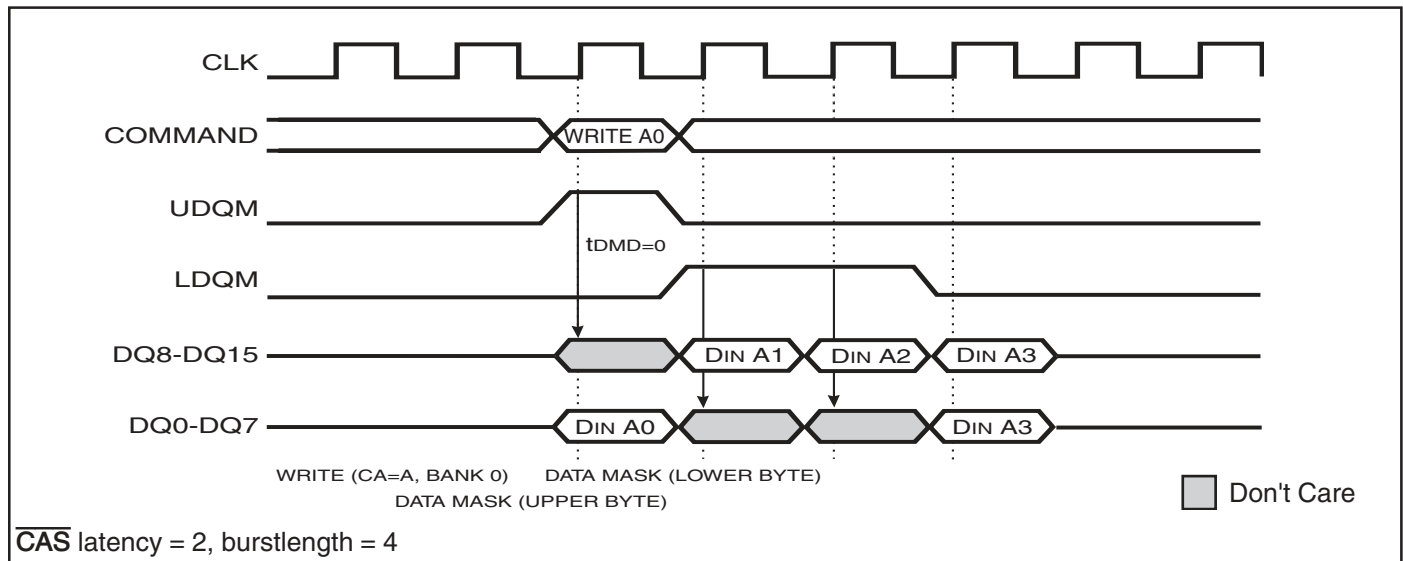 CLK
COMMAND WRITE A0
UDQM
tDMD=0
LDQM
DQ8-DQ15 DIN A1 DIN A2 DIN A3
DQ0-DQ7 DIN A0 DIN A3
WRITE (CA=A, BANK 0) DATA MASK (LOWER BYTE)
DATA MASK (UPPER BYTE)
Don't Care
CAS latency = 2, burstlength = 4